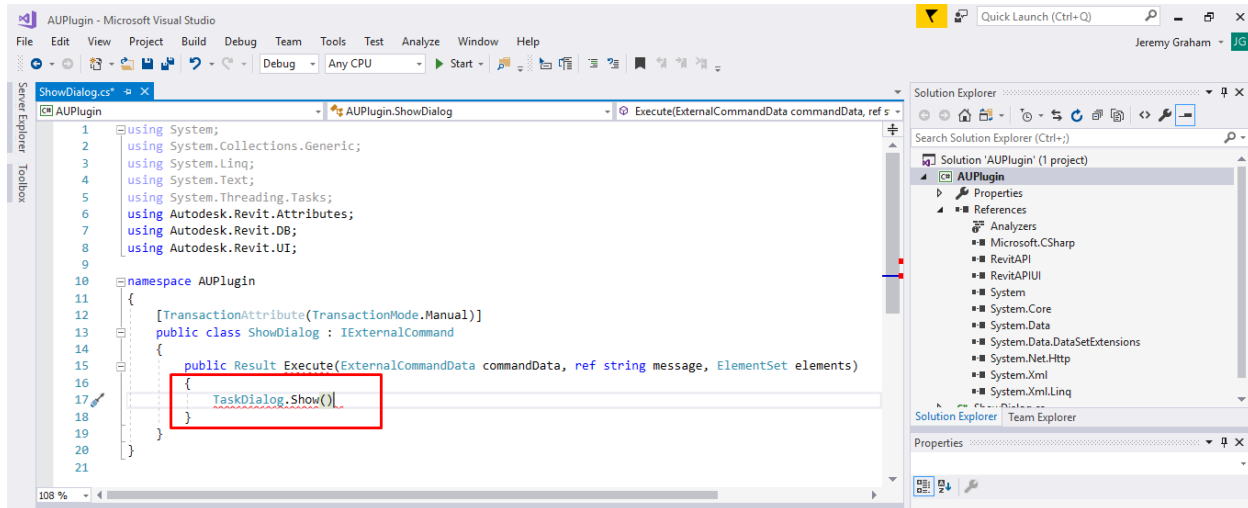 AUPlugin - Microsoft Visual Studio
Quick Launch (Ctrl+Q)
File Edit View Project Build Debug Team Tools Test Analyze Window Help
Jeremy Graham JG
Debug Any CPU Start
Server Explorer
Toolbox
ShowDialog.cs*
AUPlugin AUPlugin.ShowDialog Execute(ExternalCommandData commandData, ref s
1 using System;
2 using System.Collections.Generic;
3 using System.Linq;
4 using System.Text;
5 using System.Threading.Tasks;
6 using Autodesk.Revit.Attributes;
7 using Autodesk.Revit.DB;
8 using Autodesk.Revit.UI;
9
10 namespace AUPlugin
11 {
12 [TransactionAttribute(TransactionMode.Manual)]
13 public class ShowDialog : IExternalCommand
14 {
15 public Result Execute(ExternalCommandData commandData, ref string message, ElementSet elements)
16 {
17 TaskDialog.Show()
18 }
19 }
20 }
21
108 %
Solution Explorer
Search Solution Explorer (Ctrl+;)
Solution 'AUPlugin' (1 project)
C# AUPlugin
Properties
References
Analyzers
Microsoft.CSharp
RevitAPI
RevitAPIUI
System
System.Core
System.Data
System.Data.DataSetExtensions
System.Net.Http
System.Xml
System.Xml.Linq
Solution Explorer Team Explorer
Properties